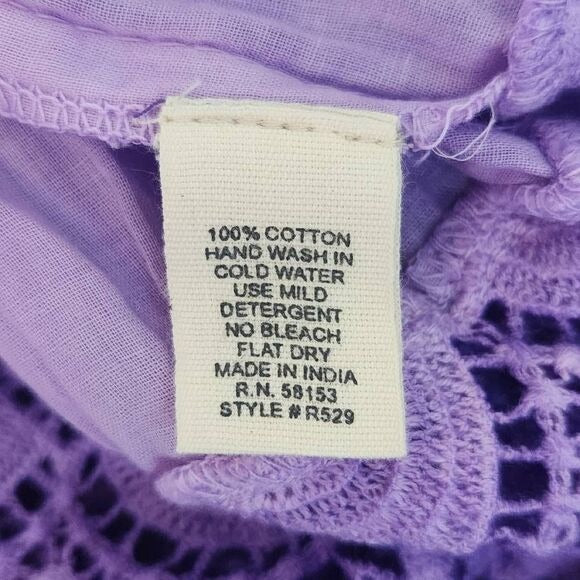 100% COTTON
HAND WASH IN
COLD WATER
USE MILD
DETERGENT
NO BLEACH
FLAT DRY
MADE IN INDIA
R.N. 58153
STYLE # R529